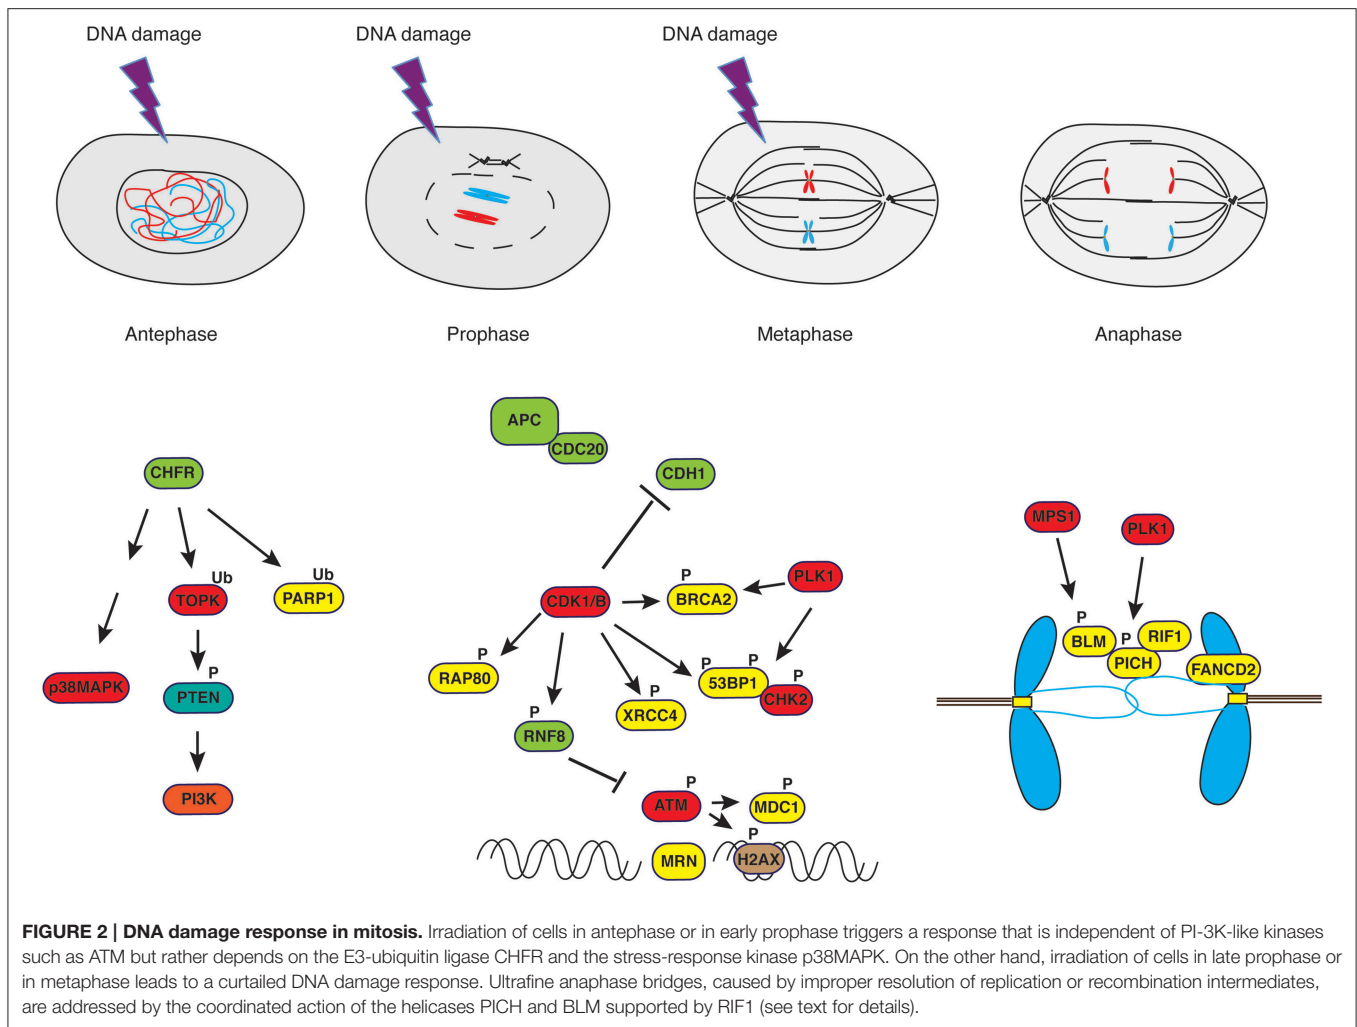 DNA damage
DNA damage
DNA damage
Antephase
Prophase
Metaphase
Anaphase
APC
CDC20
CHFR
CDH1
MPS1
PLK1
Ub
Ub
TOPK
PARP1
P
CDK1/B
BRCA2
PLK1
P
BLM
P
RIF1
PICH
FANCD2
p38MAPK
P
PTEN
P
RAP80
P
XRCC4
P
P
53BP1
P
CHK2
P
RNF8
PI3K
P
ATM
P
MDC1
P
MRN
H2AX
FIGURE 2 | DNA damage response in mitosis. Irradiation of cells in antephase or in early prophase triggers a response that is independent of PI-3K-like kinases
such as ATM but rather depends on the E3-ubiquitin ligase CHFR and the stress-response kinase p38MAPK. On the other hand, irradiation of cells in late prophase or
in metaphase leads to a curtailed DNA damage response. Ultrafine anaphase bridges, caused by improper resolution of replication or recombination intermediates,
are addressed by the coordinated action of the helicases PICH and BLM supported by RIF1 (see text for details).